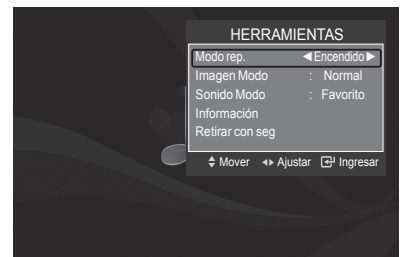 HERRAMIENTAS
Modo rep. ◀ Encendido ▶
Imagen Modo : Normal
Sonido Modo : Favorito
Información
Retirar con seg
Mover Ajustar Ingresar